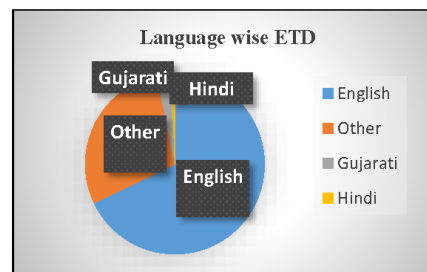 Language wise ETD
Gujarati
Hindi
Other
English
English
Other
Gujarati
Hindi